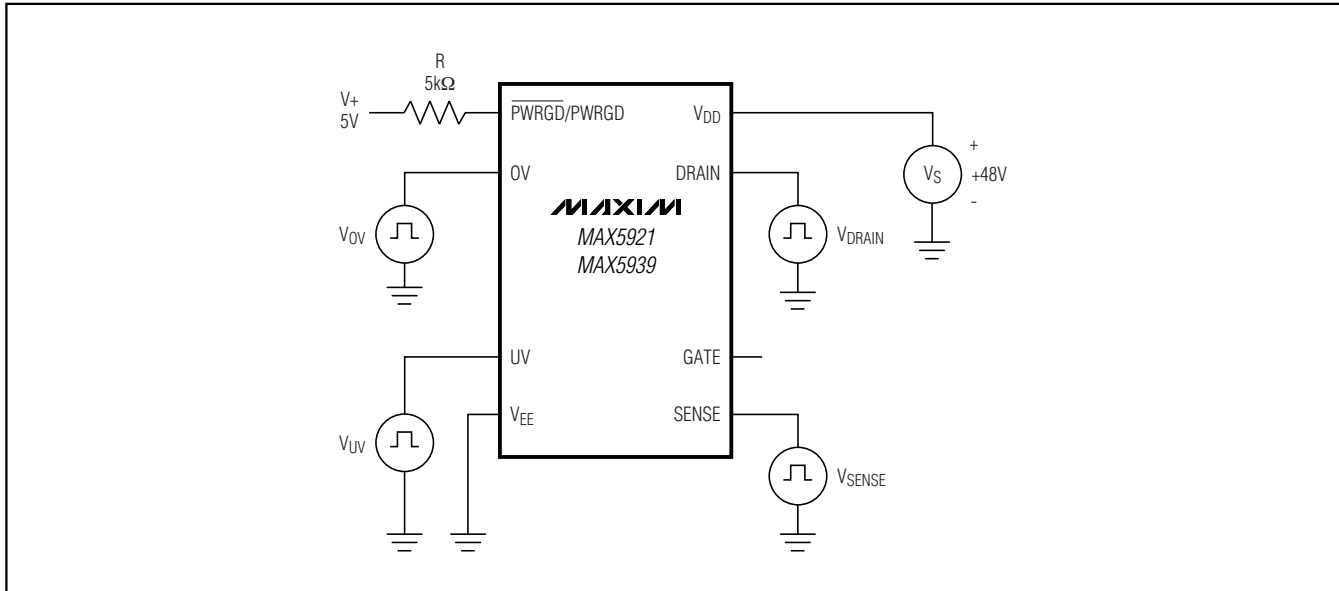 R
5kΩ
V+
5V
PWRGD/PWRGD
VDD
OV
DRAIN
VS
+
+48V
-
MAXIM
MAX5921
MAX5939
VOV
VDRAIN
UV
GATE
VEE
SENSE
VUV
VSENSE